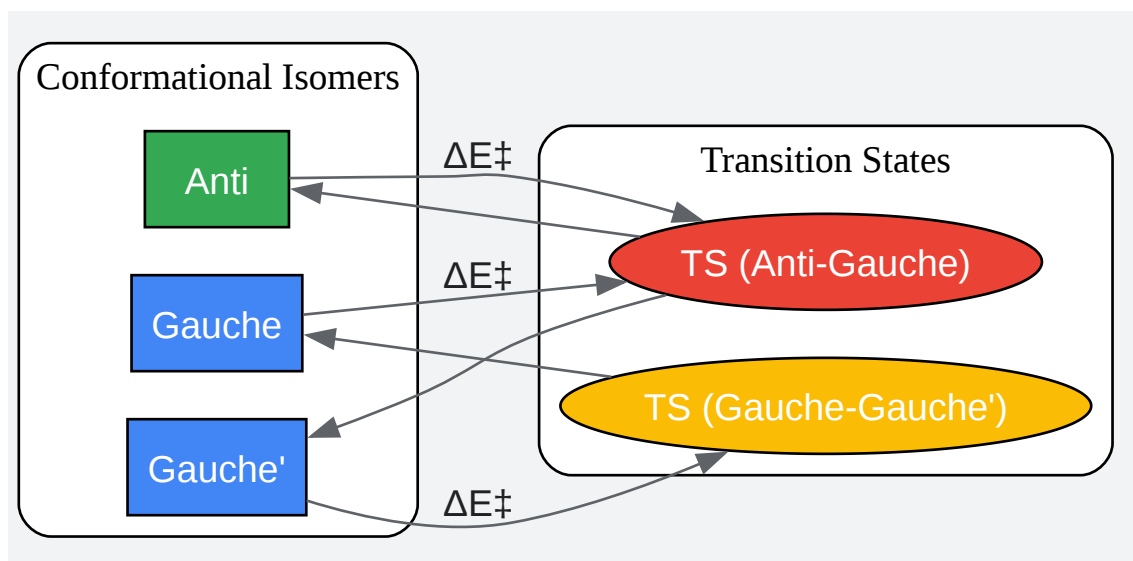 Conformational Isomers
Anti
Gauche
Gauche'
ΔE‡
ΔE‡
ΔE‡
Transition States
TS (Anti-Gauche)
TS (Gauche-Gauche')